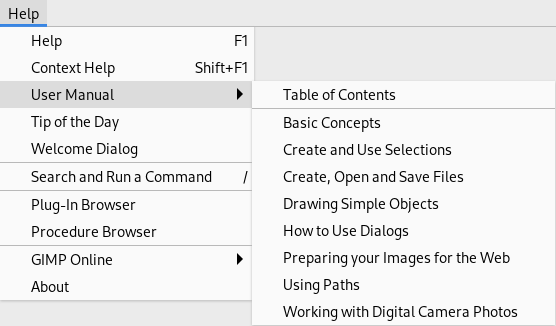 Help
Help F1
Context Help Shift+F1
User Manual
Tip of the Day
Welcome Dialog
Search and Run a Command /
Plug-In Browser
Procedure Browser
GIMP Online
About
Table of Contents
Basic Concepts
Create and Use Selections
Create, Open and Save Files
Drawing Simple Objects
How to Use Dialogs
Preparing your Images for the Web
Using Paths
Working with Digital Camera Photos